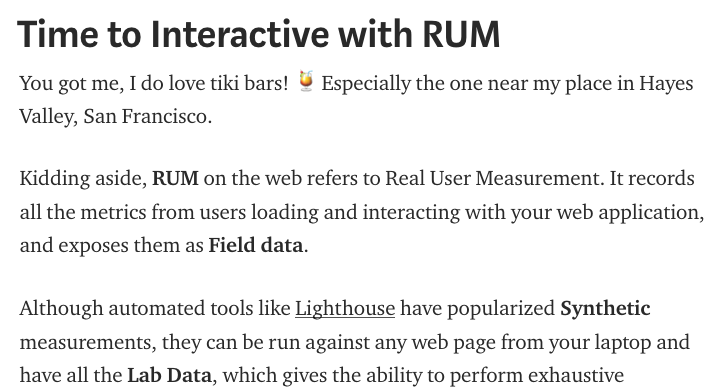 Time to Interactive with RUM
You got me, I do love tiki bars! 🍹 Especially the one near my place in Hayes
Valley, San Francisco.
Kidding aside, RUM on the web refers to Real User Measurement. It records
all the metrics from users loading and interacting with your web application,
and exposes them as Field data.
Although automated tools like Lighthouse have popularized Synthetic
measurements, they can be run against any web page from your laptop and
have all the Lab Data, which gives the ability to perform exhaustive